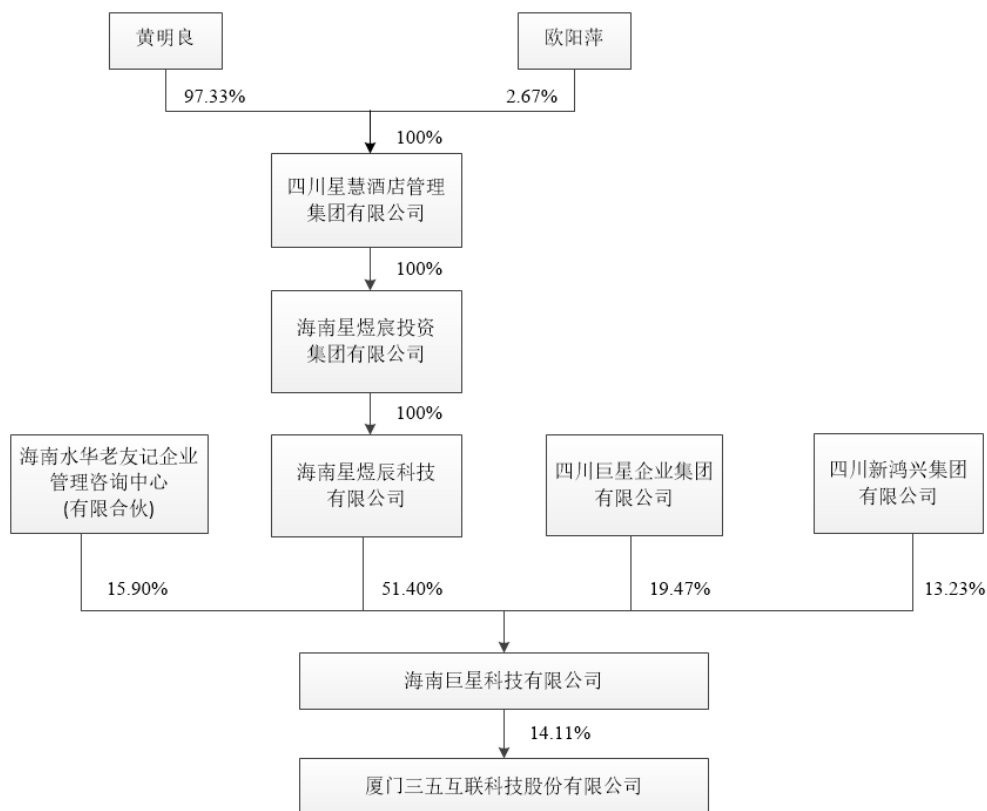 黄明良
欧阳萍
97.33%
2.67%
100%
四川星慧酒店管理
集团有限公司
100%
海南星煜宸投资
集团有限公司
100%
海南水华老友记企业
管理咨询中心
(有限合伙)
海南星煜辰科技
有限公司
四川巨星企业集团
有限公司
四川新鸿兴集团
有限公司
15.90%
51.40%
19.47%
13.23%
海南巨星科技有限公司
14.11%
厦门三五互联科技股份有限公司